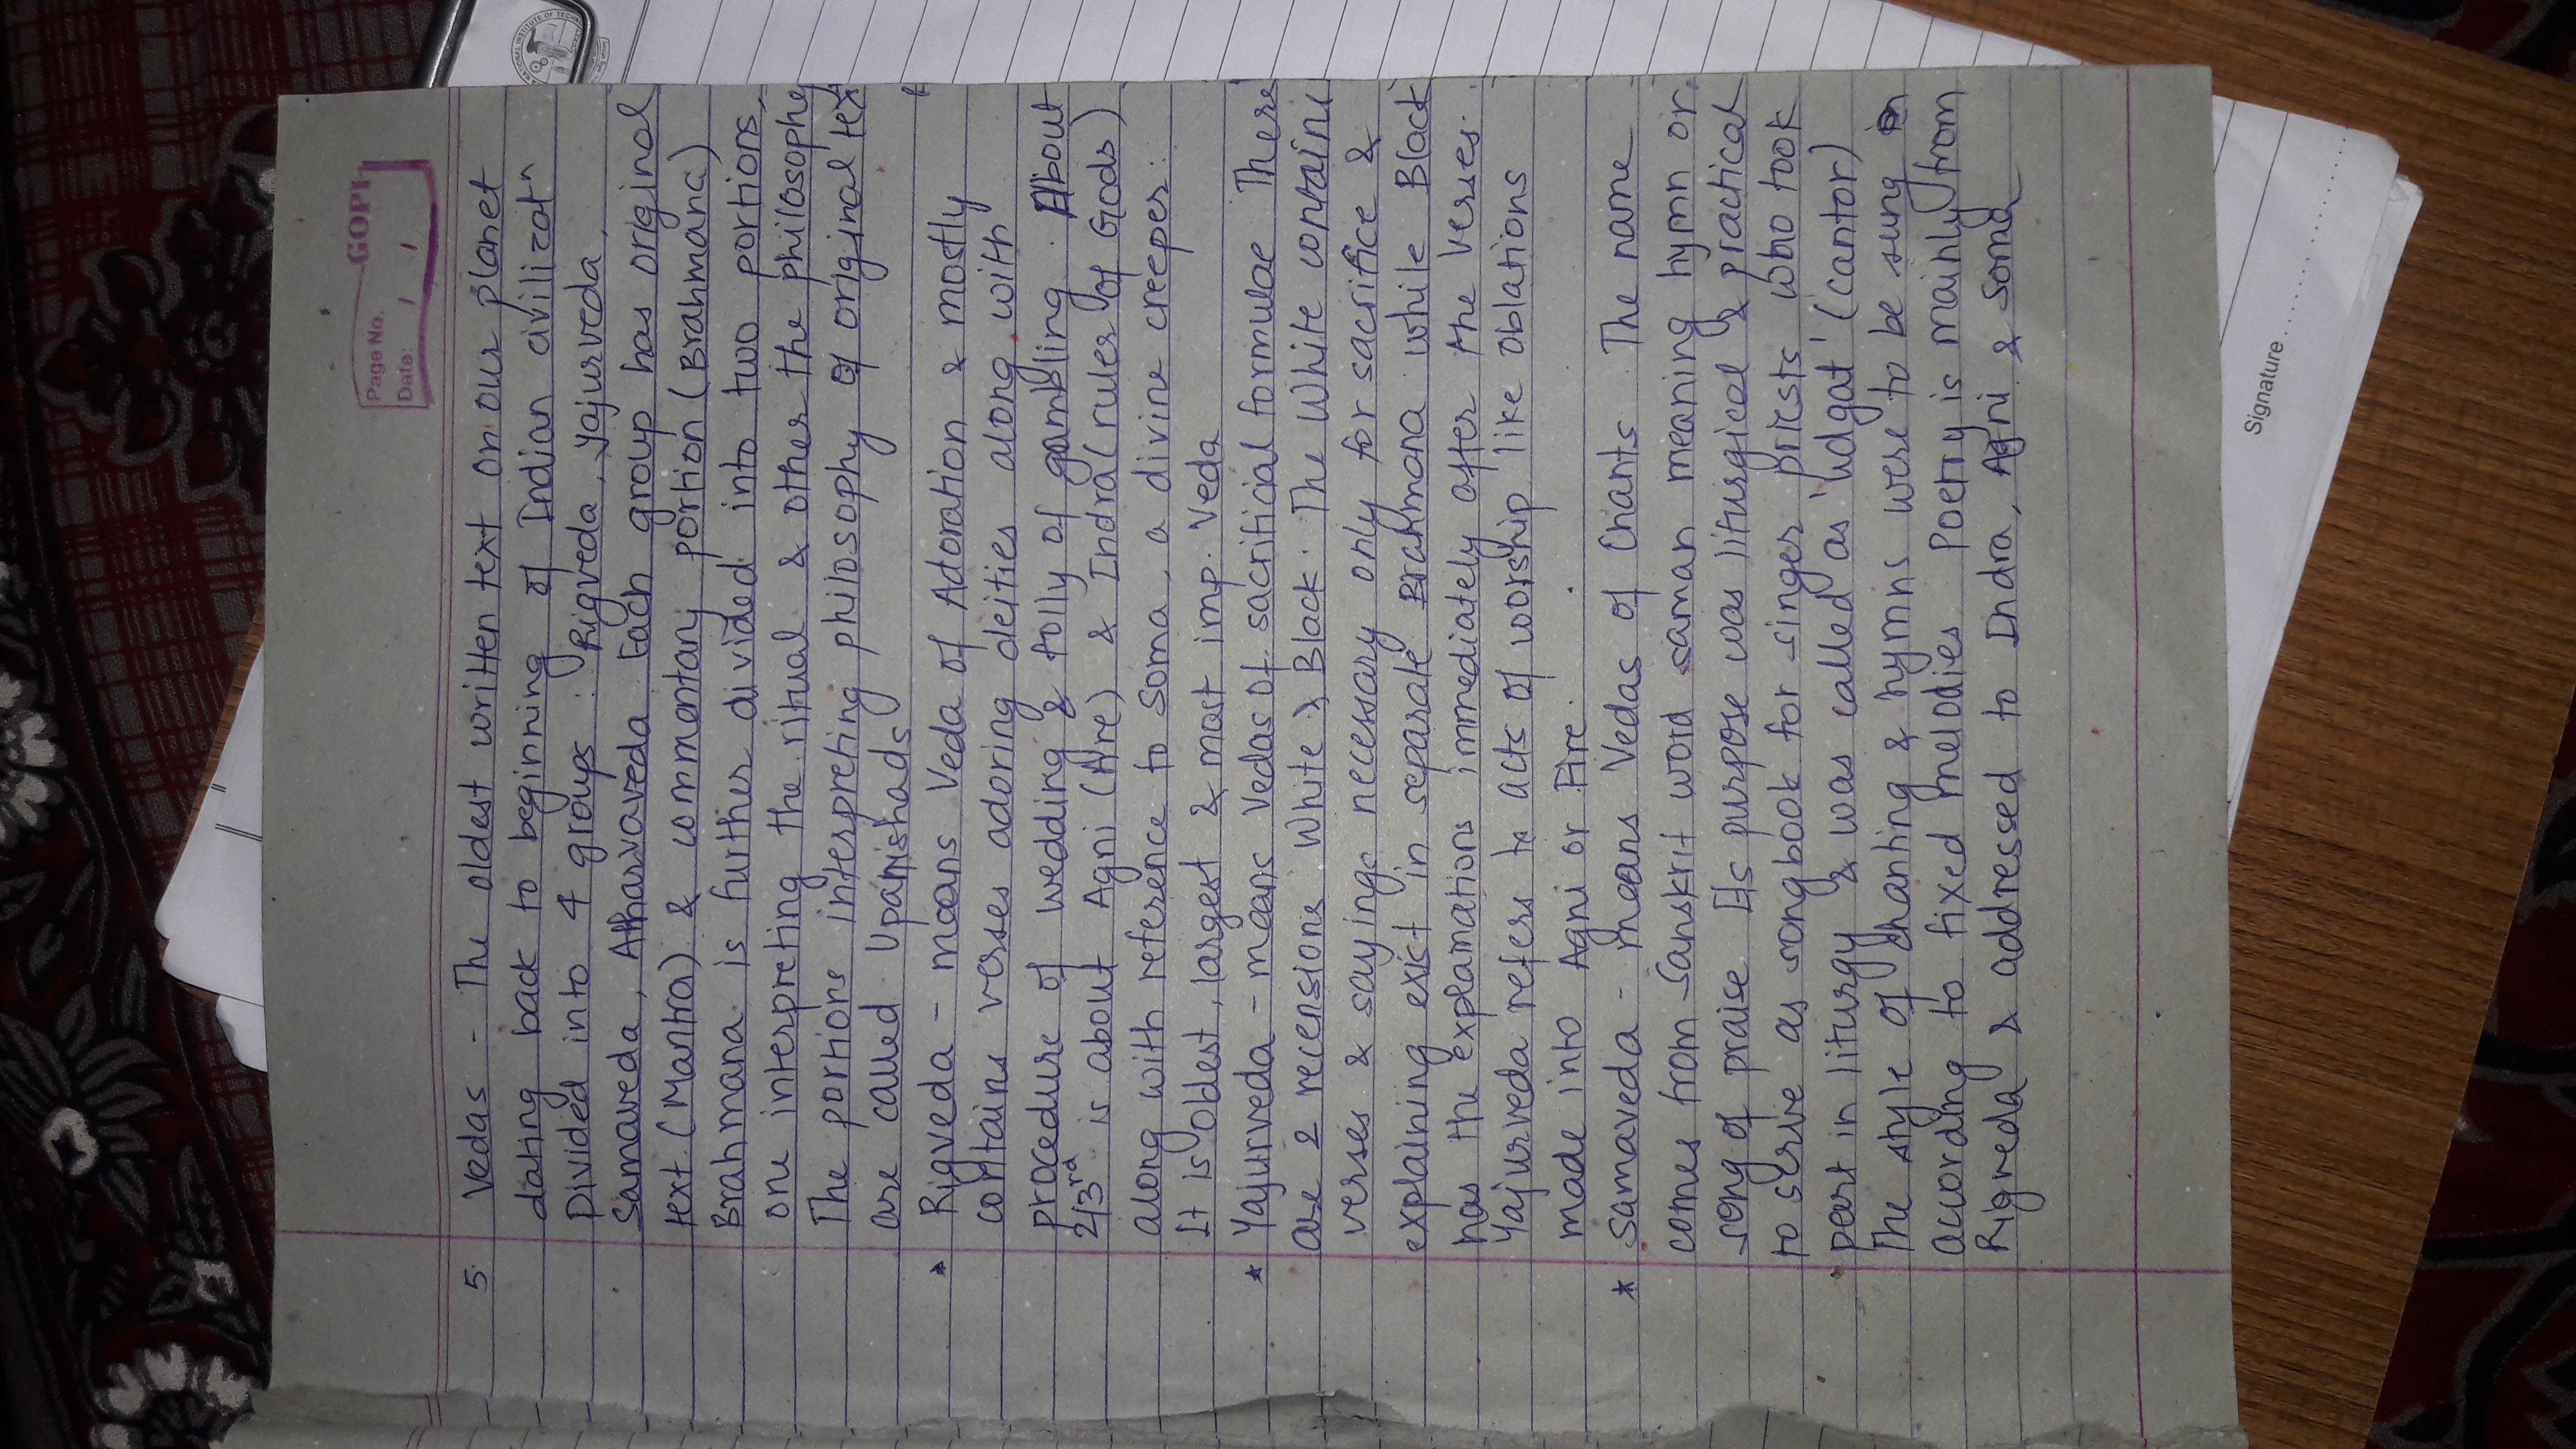 GOPI
Page No.
Date: / /
5. Vedas - The oldest written text on our planet
dating back to beginning of Indian civilizatⁿ
Divided into 4 groups : Rigveda, Yajurveda,
Samaveda, Atharvaveda. Each group has original
text (Mantra) & commentary portion (Brahmana)
Brahmana is further divided into two portions,
one interpreting the ritual & other the philosophy
The portions interpreting philosophy of original tex
are called Upanishads
* Rigveda - means Veda of Adoration & mostly
contains verses adoring deities along with
procedure of wedding & folly of gambling. About
2/3rd is about Agni (Fire) & Indra (ruler of Gods)
along with reference to Soma, a divine creeper.
It is oldest, largest & most imp. Veda
* Yajurveda - means Vedas of sacrificial formulae There
are 2 recensions White & Black. The White contains
verses & sayings necessary only for sacrifice &
explaining exist in separate Brahmana while Black
has the explanations immediately after the verses.
Yajurveda refers to acts of worship like oblations
made into Agni or Fire.
* Samaveda - means Vedas of Chants The name
comes from Sanskrit word saman meaning hymn or
song of praise. Its purpose was liturgical & practical
to serve as songbook for singer priests who took
part in liturgy & was called as 'udgat' (cantor)
The style of chanting & hymns were to be sung
according to fixed melodies Poetry is mainly from
Rigveda & addressed to Indra, Agni & Soma
Signature ....................